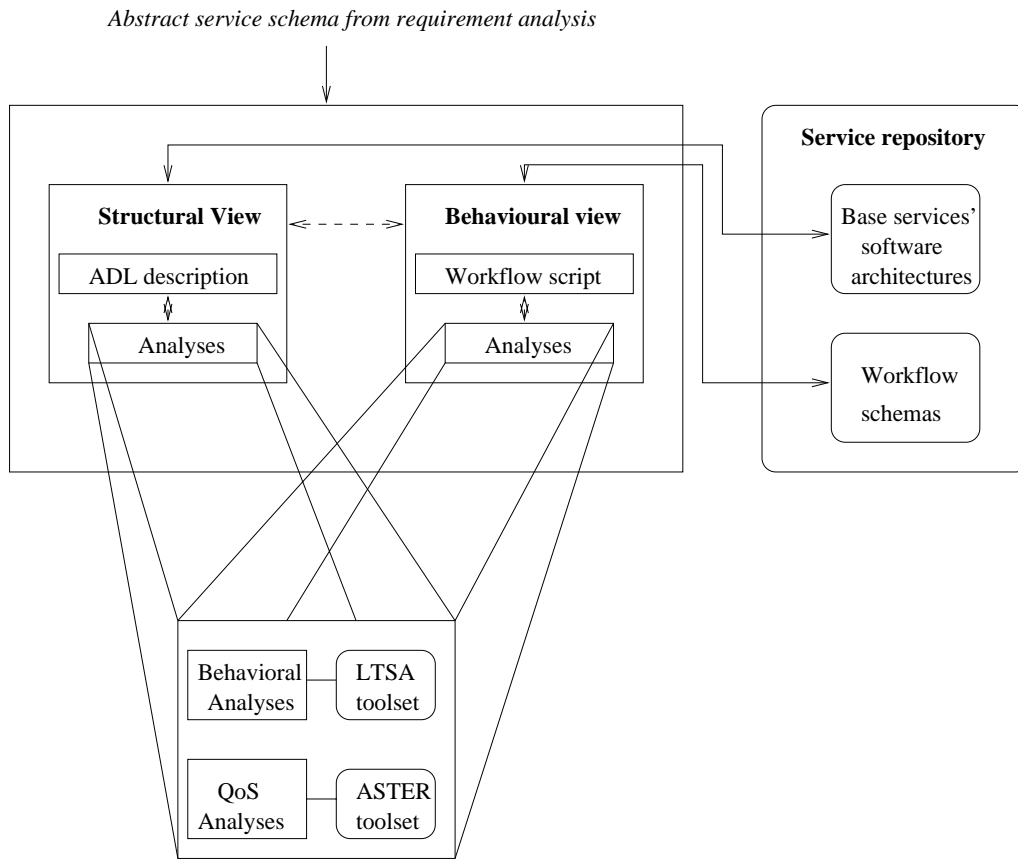 Abstract service schema from requirement analysis
Service repository
Structural View
Behavioural view
Base services’
software
architectures
ADL description
Workflow script
Analyses
Analyses
Workflow
schemas
Behavioral
Analyses
LTSA
toolset
QoS
Analyses
ASTER
toolset